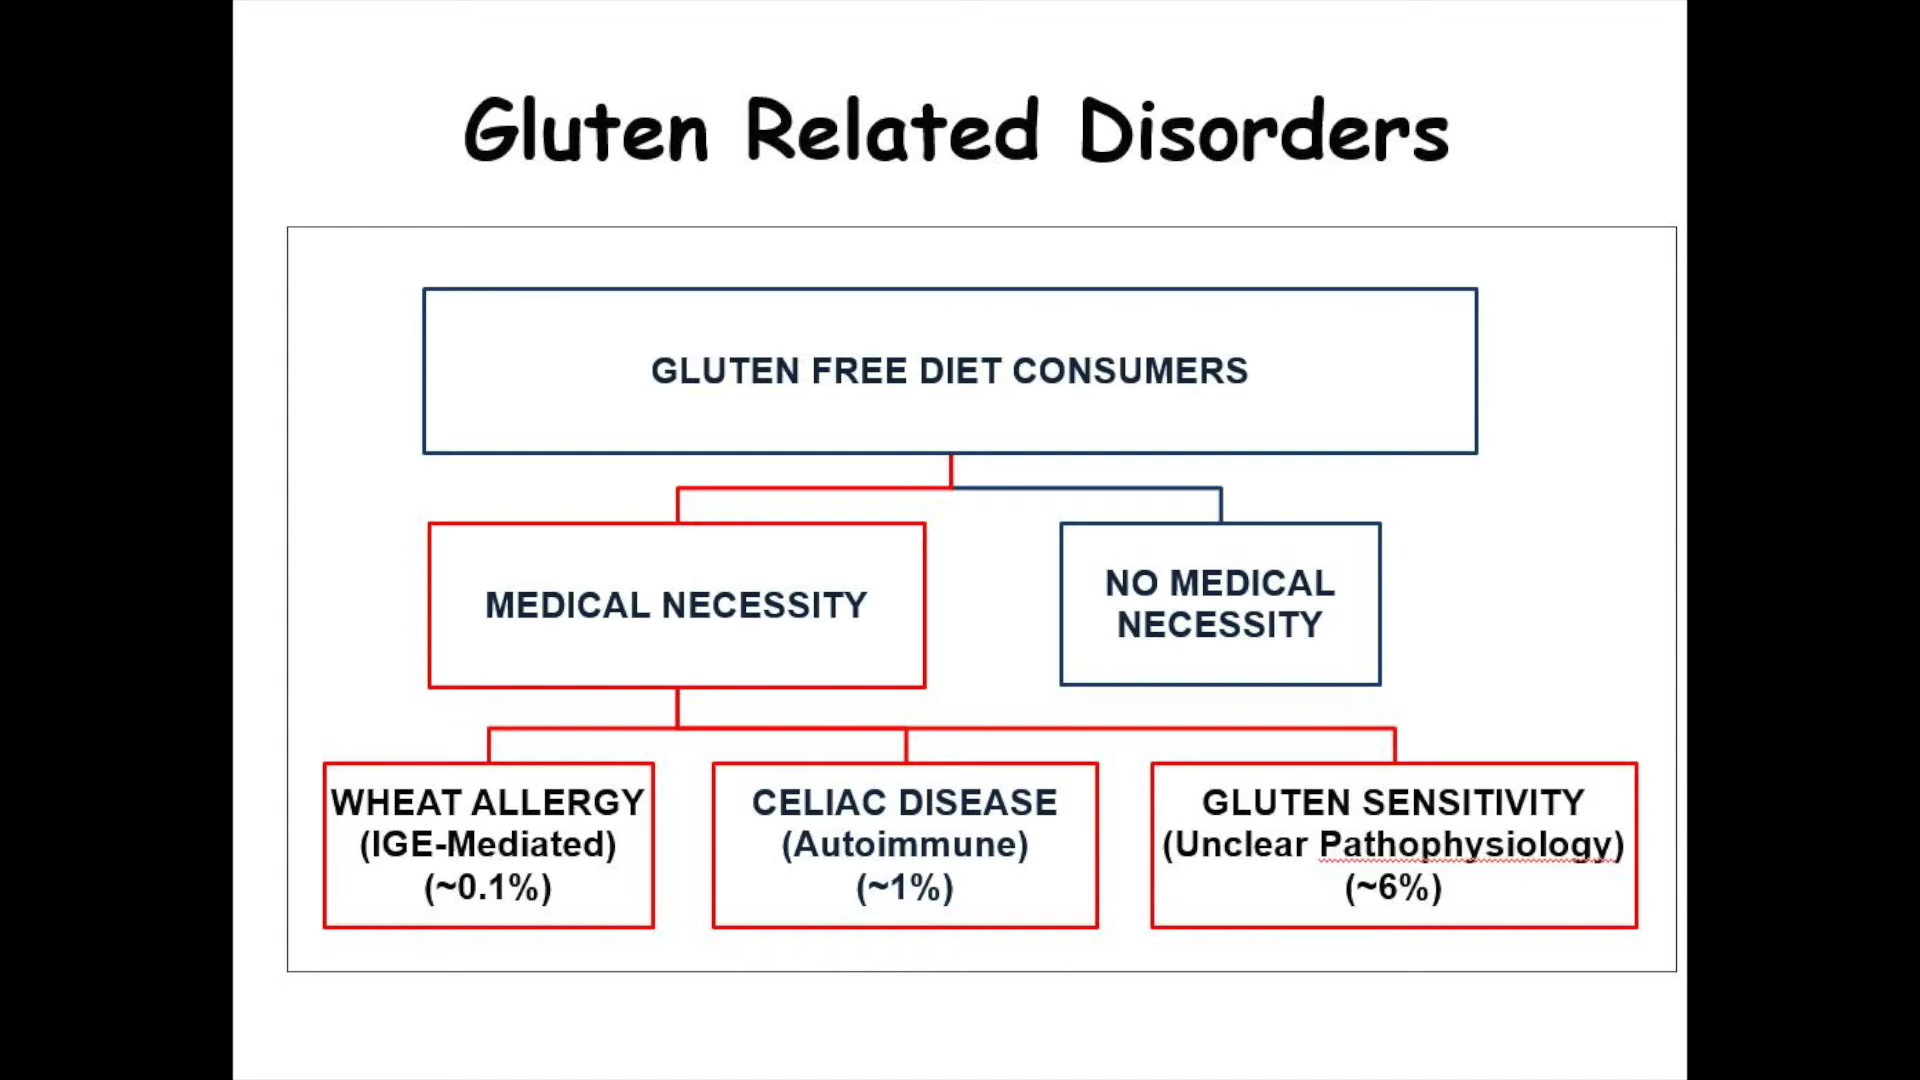 Gluten Related Disorders
GLUTEN FREE DIET CONSUMERS
MEDICAL NECESSITY
NO MEDICAL
NECESSITY
WHEAT ALLERGY
(IGE-Mediated)
(~0.1%)
CELIAC DISEASE
(Autoimmune)
(~1%)
GLUTEN SENSITIVITY
(Unclear Pathophysiology)
(~6%)